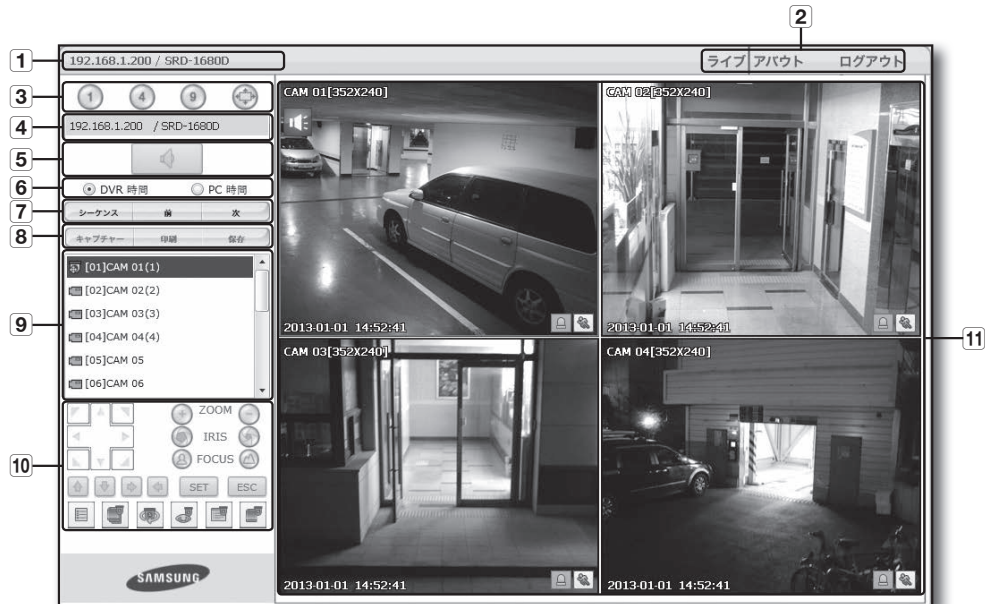 2
1
192.168.1.200 / SRD-1680D
ライブ アバウト ログアウト
3
1 4 9
4
192.168.1.200 / SRD-1680D
5
6
DVR 時間 PC 時間
7
シーケンス 前 次
8
キャプチャー 印刷 保存
9
[01]CAM 01(1)
[02]CAM 02(2)
[03]CAM 03(3)
[04]CAM 04(4)
[05]CAM 05
[06]CAM 06
10
ZOOM
IRIS
FOCUS
SET ESC
SAMSUNG
CAM 01[352X240]
2013-01-01 14:52:41
CAM 02[352X240]
2013-01-01 14:52:41
CAM 03[352X240]
2013-01-01 14:52:41
CAM 04[352X240]
2013-01-01 14:52:41
11